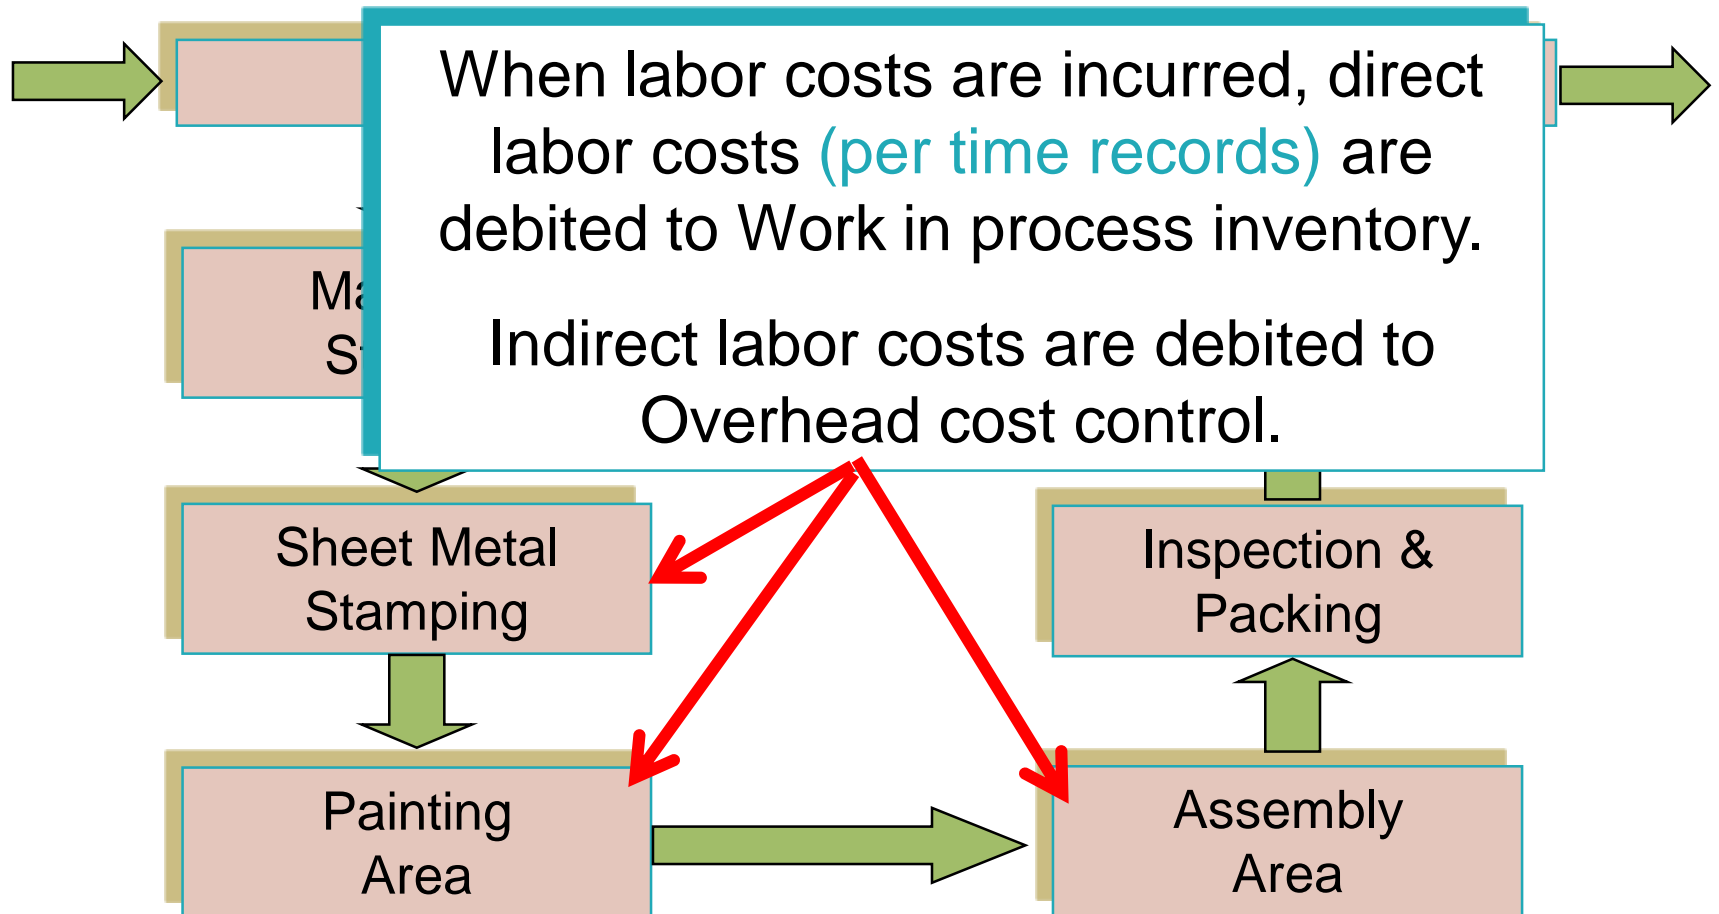 When labor costs are incurred, direct
labor costs (per time records) are
debited to Work in process inventory.
Indirect labor costs are debited to
Overhead cost control.
Sheet Metal
Stamping
Inspection &
Packing
Painting
Area
Assembly
Area